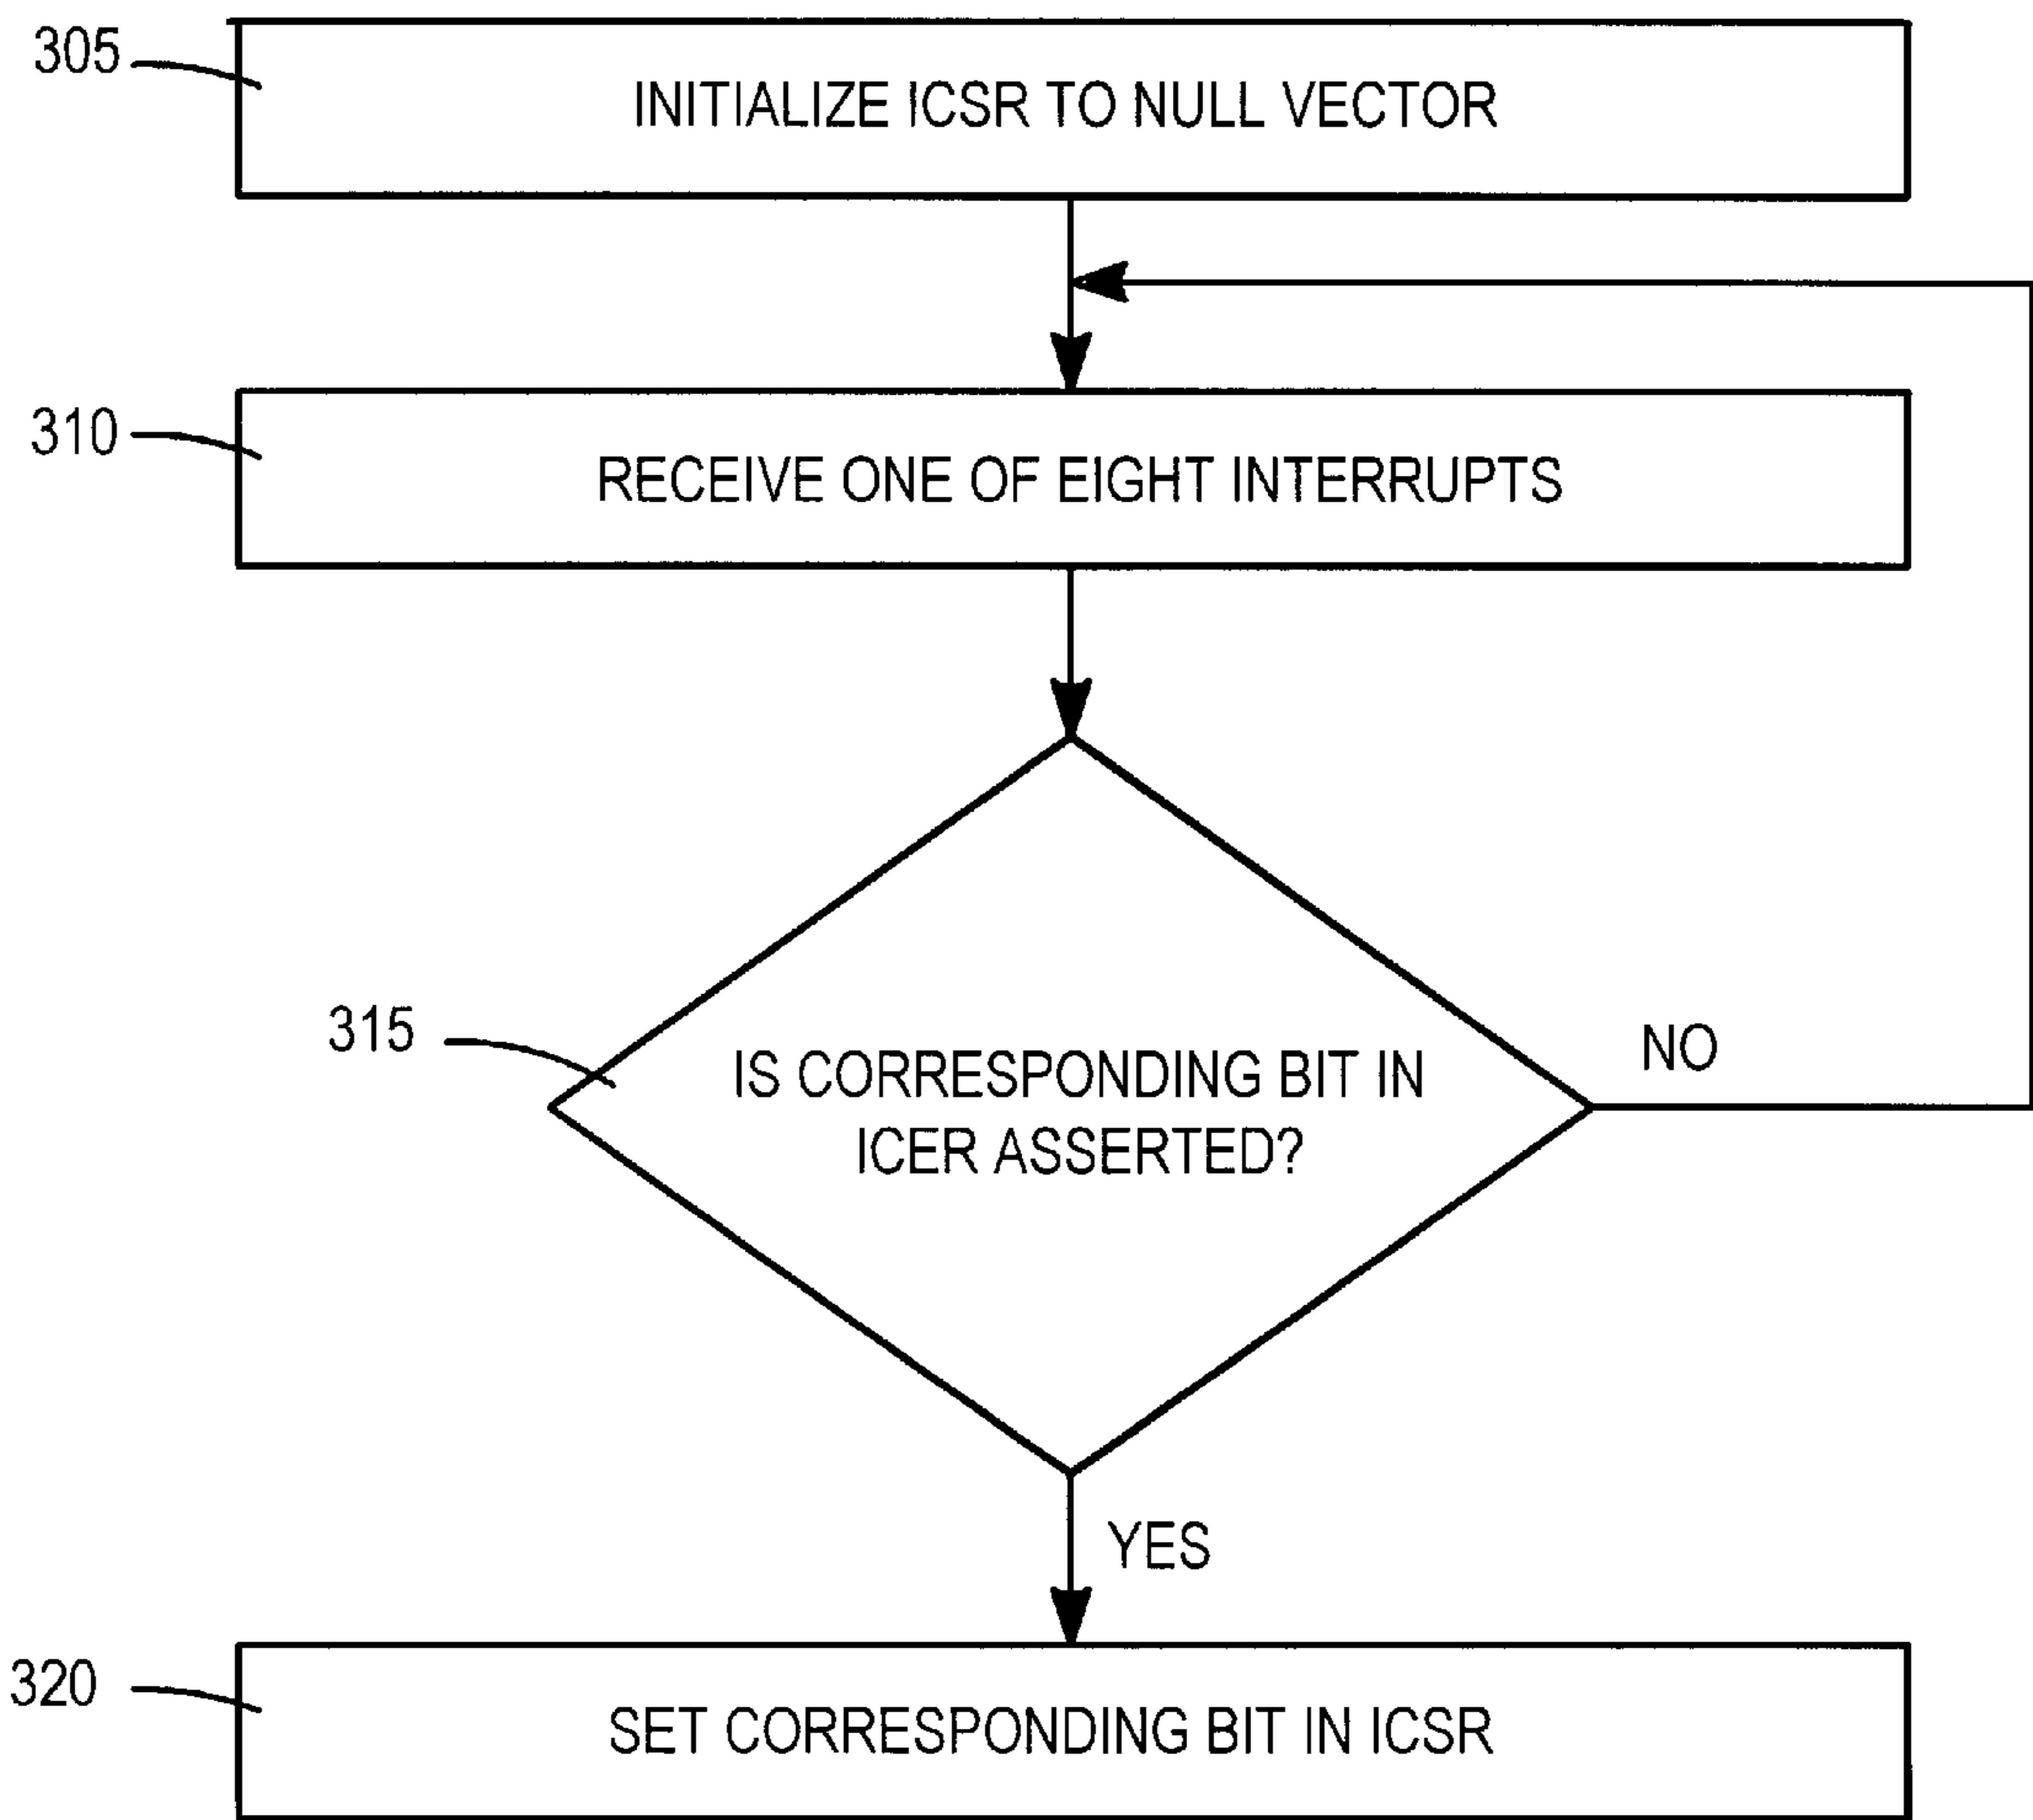 305
INITIALIZE ICSR TO NULL VECTOR
310
RECEIVE ONE OF EIGHT INTERRUPTS
315
IS CORRESPONDING BIT IN
ICER ASSERTED?
NO
YES
320
SET CORRESPONDING BIT IN ICSR